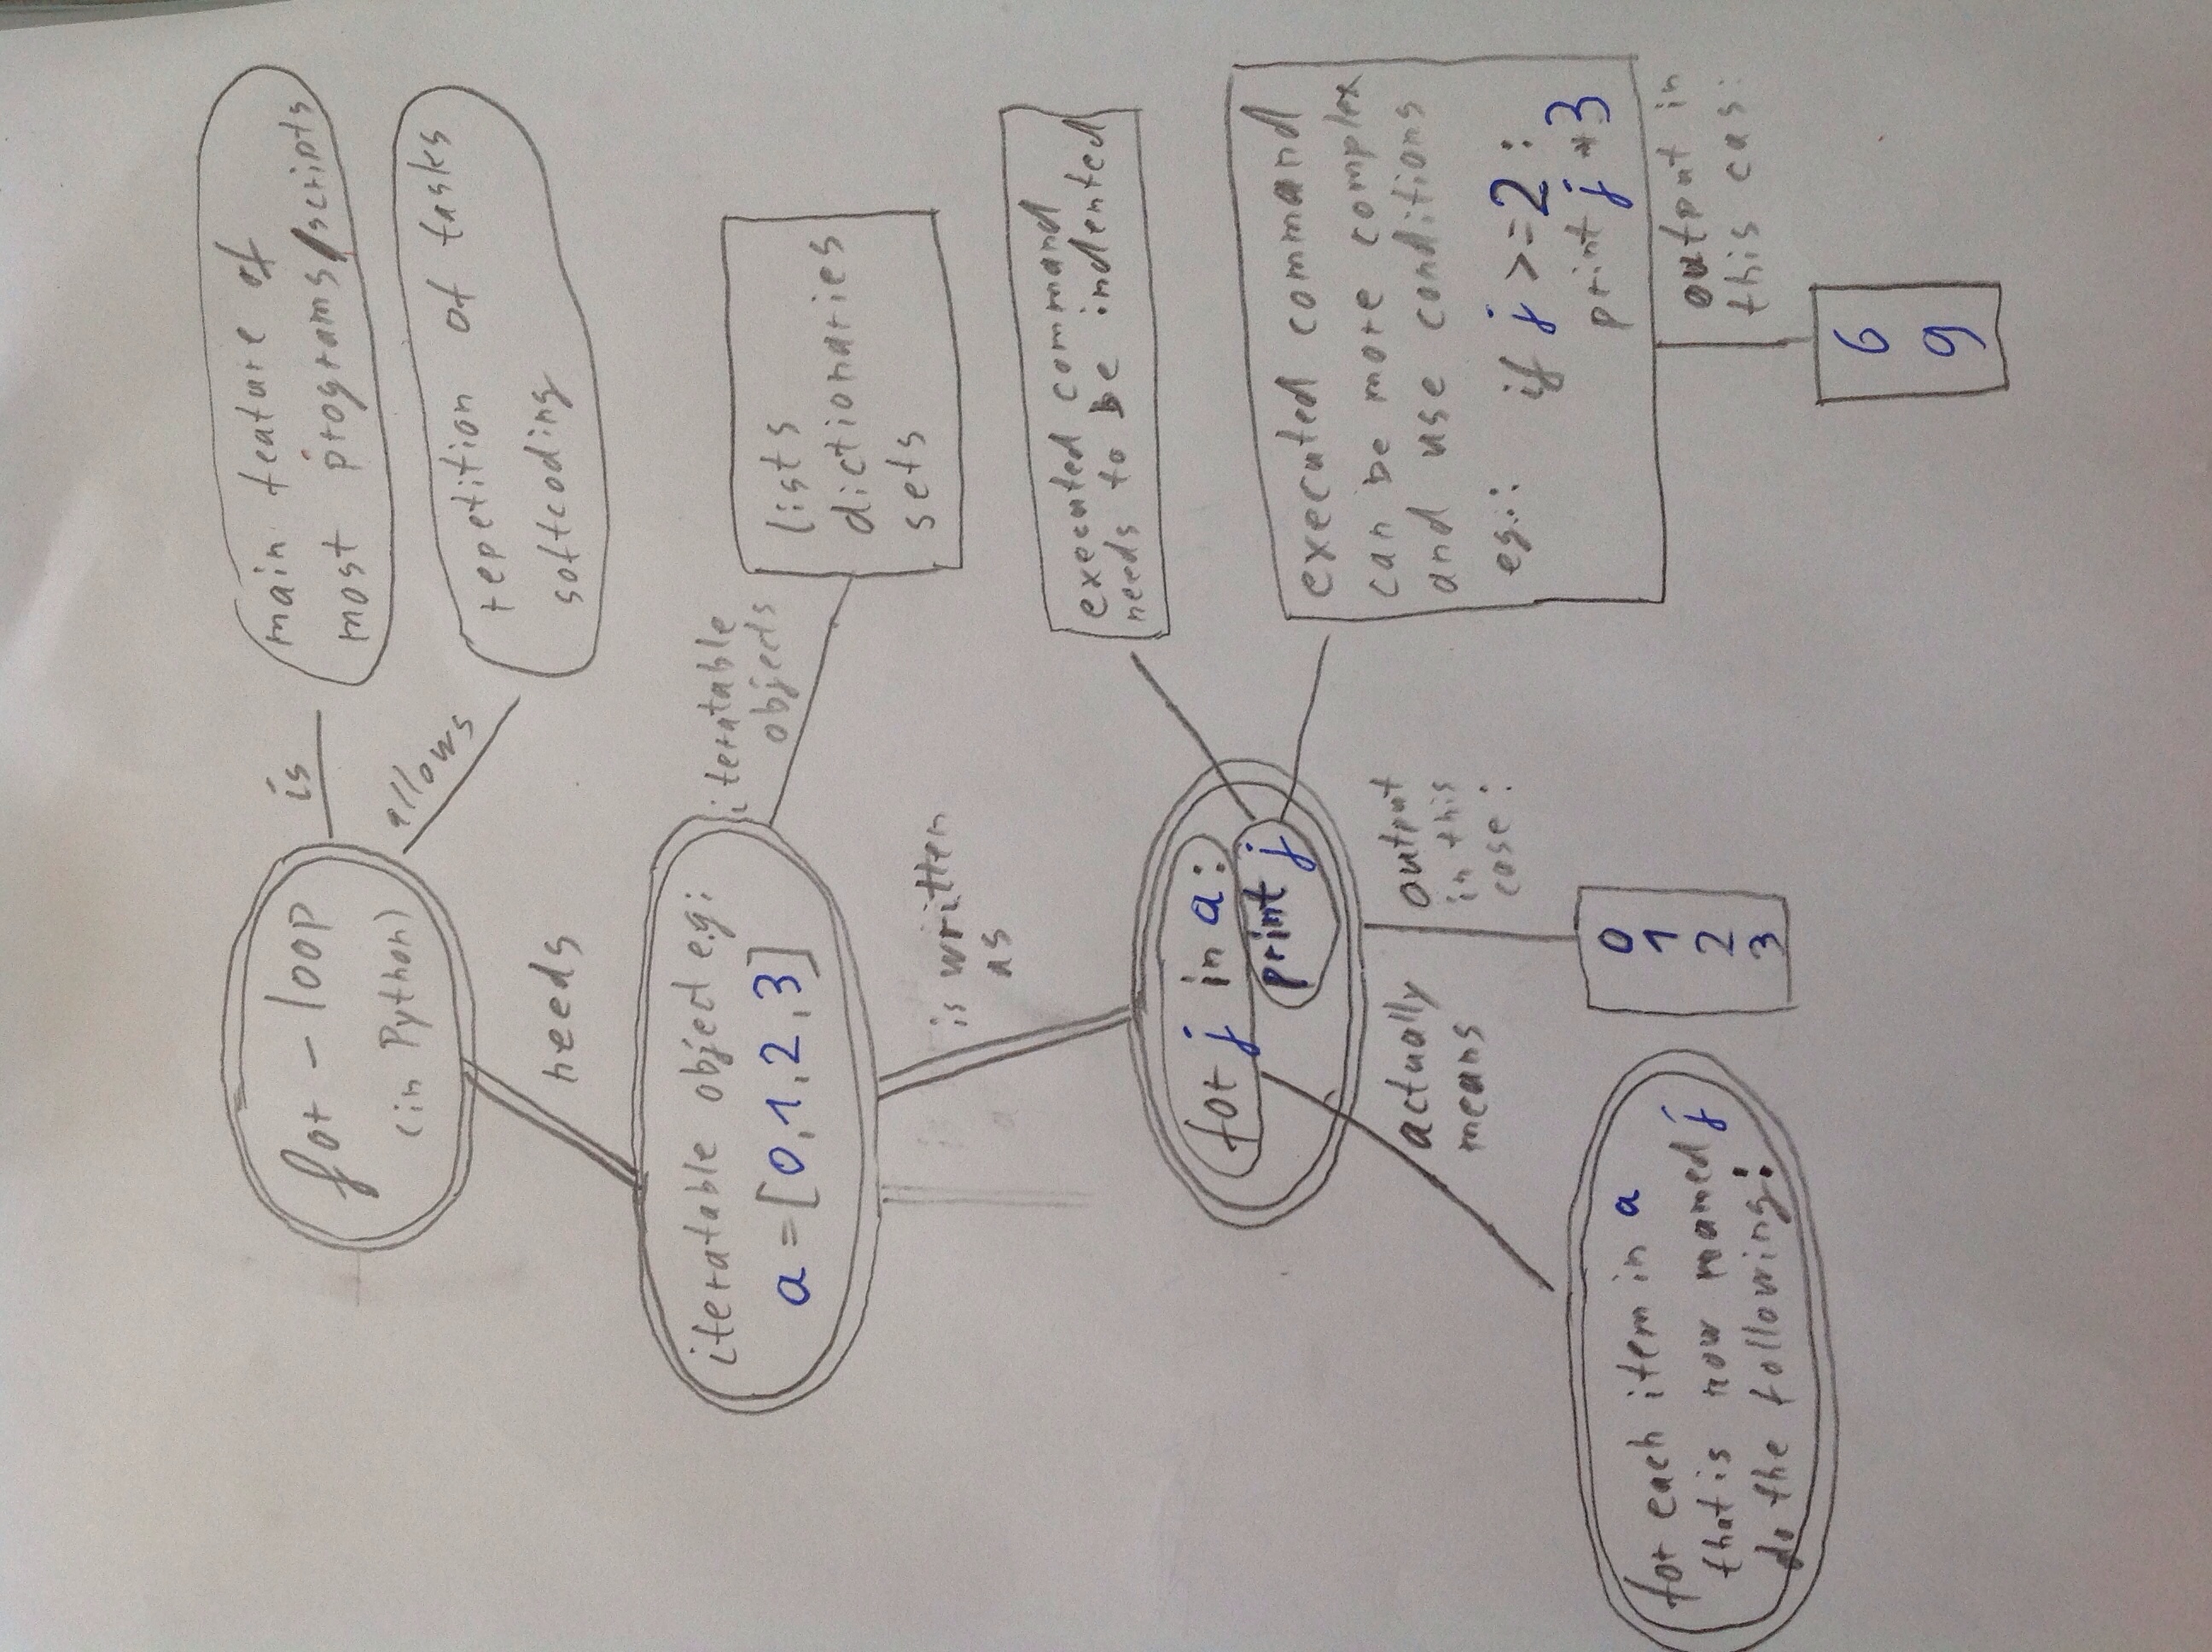 for - loop
(in Python)
is
main feature of
most programs/scripts
allows
repetition of tasks
softcoding
needs
iteratable object e.g:
a = [0,1,2,3]
iteratable
objects
lists
dictionaries
sets
is written
as
for j in a:
print j
executed command
needs to be indented
executed command
can be more complex
and use conditions
eg.: if j >= 2:
print j * 3
output in
this cas:
6
9
output
in this
case:
0
1
2
3
actually
means
for each item in a
that is now named j
do the following: